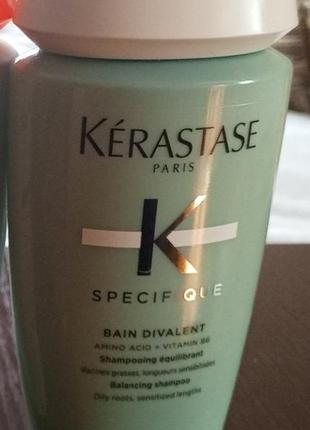 KÉRASTASE
PARIS
K
SPECIFIQUE
BAIN DIVALENT
AMINO ACID + VITAMIN B6
Shampooing équilibrant
Racines grasses, longueurs sensibilisées
Balancing shampoo
Oily roots, sensitized lengths